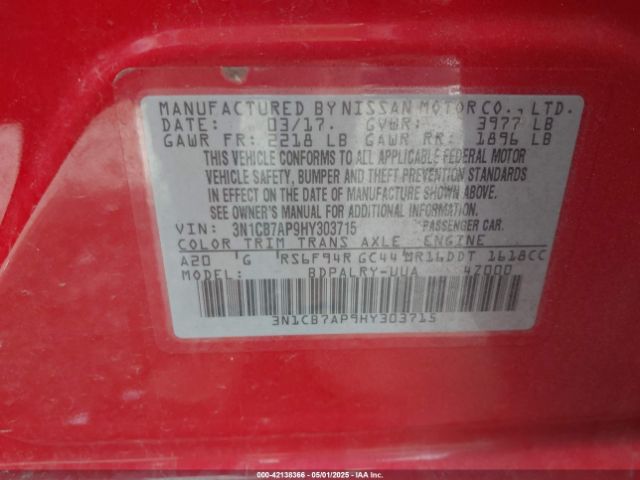 MANUFACTURED BY NISSAN MOTOR CO., LTD.
DATE: 03/17. GVWR: 3977 LB
GAWR FR: 2218 LB GAWR RR: 1896 LB
THIS VEHICLE CONFORMS TO ALL APPLICABLE FEDERAL MOTOR
VEHICLE SAFETY, BUMPER AND THEFT PREVENTION STANDARDS
IN EFFECT ON THE DATE OF MANUFACTURE SHOWN ABOVE.
SEE OWNER'S MANUAL FOR ADDITIONAL INFORMATION.
VIN: 3N1CB7AP9HY303715 PASSENGER CAR.
COLOR TRIM TRANS AXLE ENGINE
A20 G RS6F94R GC44 MR16DDT 1618CC
MODEL: BDPALRY-UUA 4Z000
3N1CB7AP9HY303715
000-42138366 - 05/01/2025 - IAA, Inc.